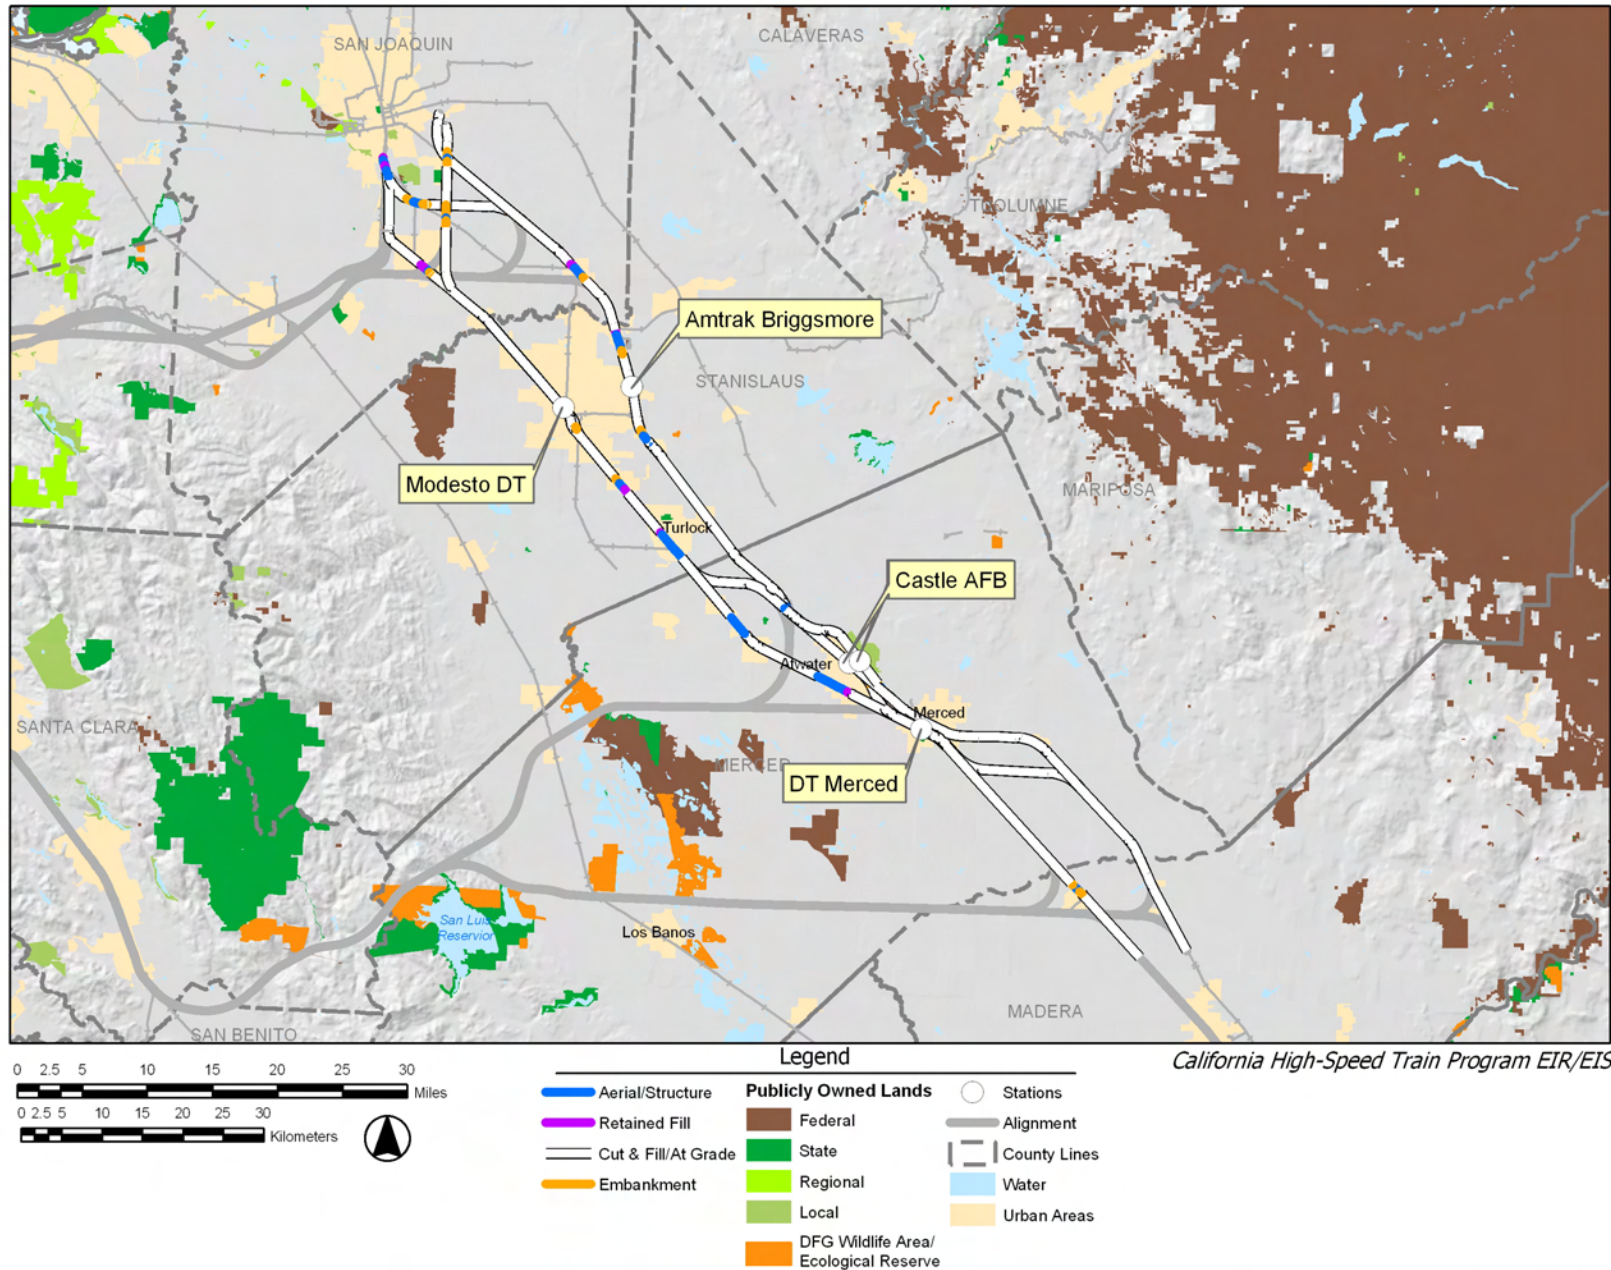 SAN JOAQUIN
CALAVERAS
TUOLUMNE
Amtrak Briggsmore
STANISLAUS
Modesto DT
MARIPOSA
Turlock
Castle AFB
Atwater
Merced
SANTA CLARA
MERCED
DT Merced
San Luis
Reservior
Los Banos
MADERA
SAN BENITO
0 2.5 5 10 15 20 25 30
Miles
0 2.5 5 10 15 20 25 30
Kilometers
Legend
California High-Speed Train Program EIR/EIS
Aerial/Structure
Retained Fill
Cut & Fill/At Grade
Embankment
Publicly Owned Lands
Federal
State
Regional
Local
DFG Wildlife Area/
Ecological Reserve
Stations
Alignment
County Lines
Water
Urban Areas